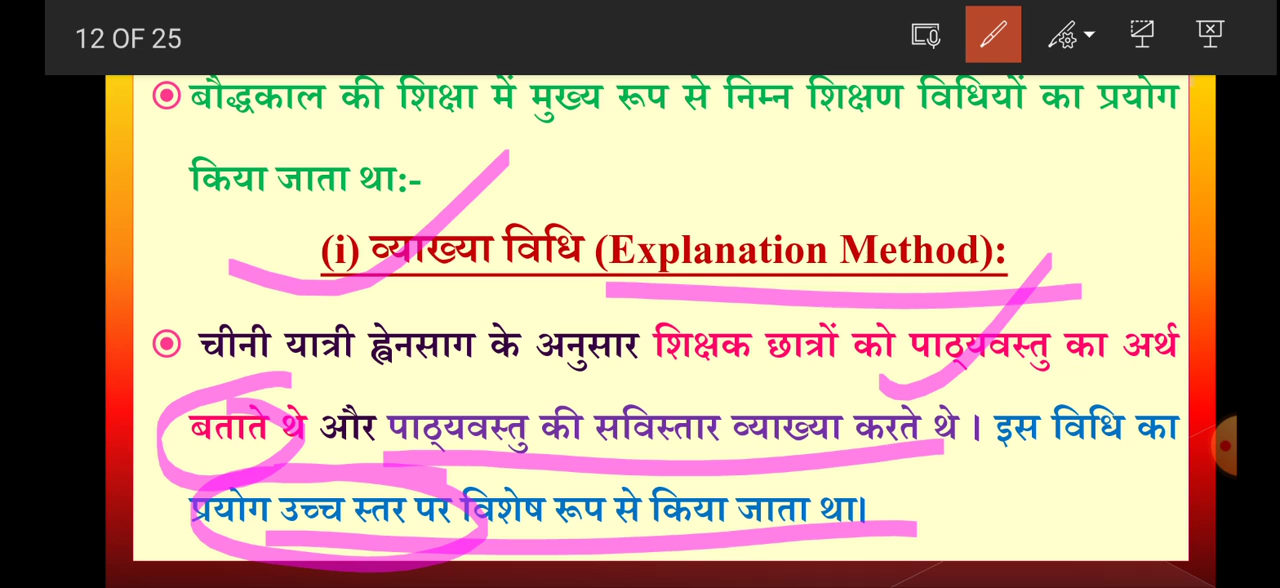 12 OF 25
बौद्धकाल की शिक्षा में मुख्य रूप से निम्न शिक्षण विधियों का प्रयोग
किया जाता था:-
(i) व्याख्या विधि (Explanation Method):
चीनी यात्री ह्वेनसाग के अनुसार शिक्षक छात्रों को पाठ्यवस्तु का अर्थ
बताते थे और पाठ्यवस्तु की सविस्तार व्याख्या करते थे। इस विधि का
प्रयोग उच्च स्तर पर विशेष रूप से किया जाता था।